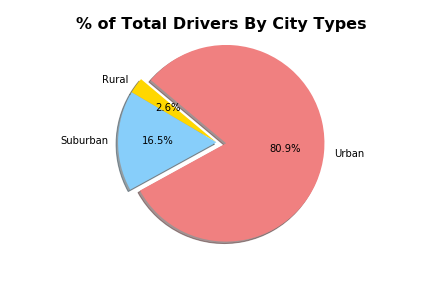 % of Total Drivers By City Types
Rural
2.6%
Suburban
16.5%
80.9%
Urban